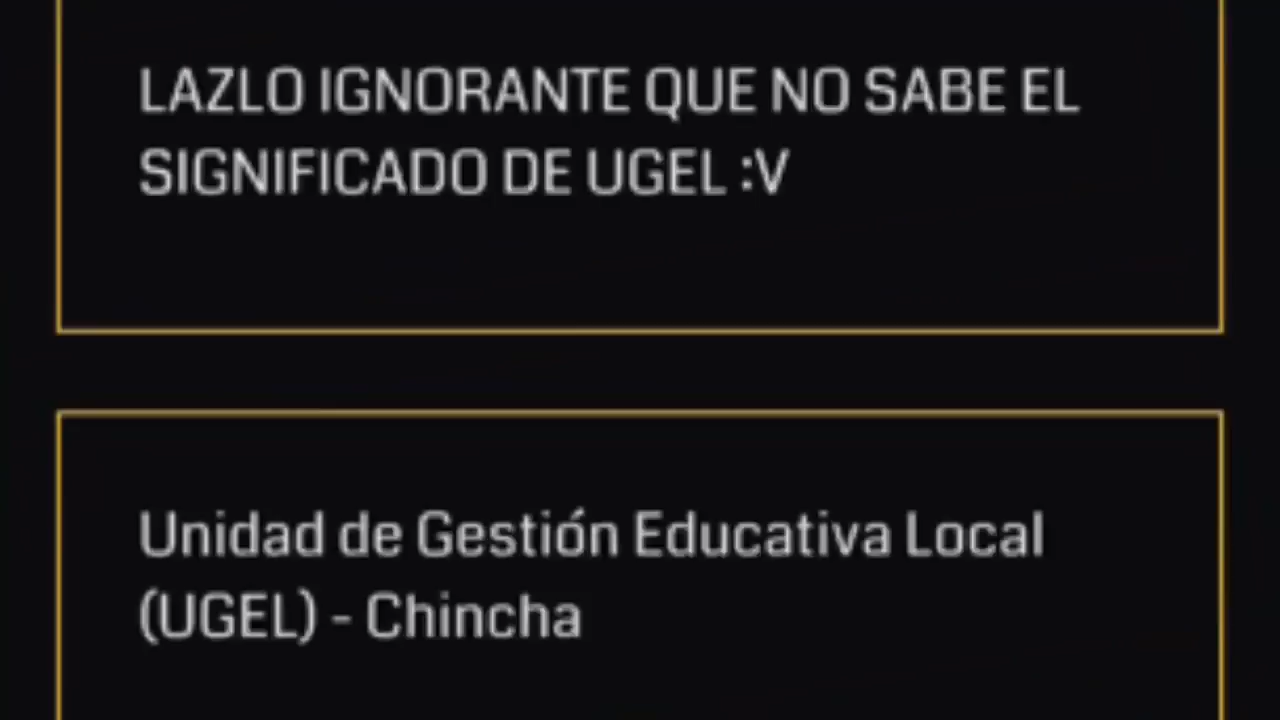 LAZLO IGNORANTE QUE NO SABE EL
SIGNIFICADO DE UGEL :V
Unidad de Gestión Educativa Local
(UGEL) - Chincha